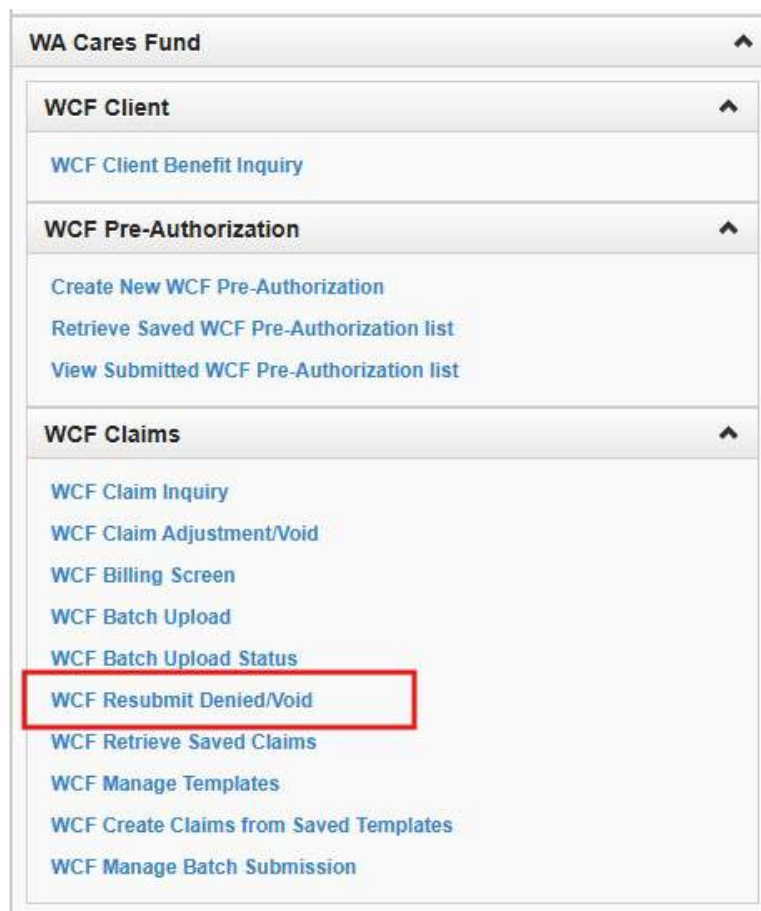 WA Cares Fund
WCF Client
WCF Client Benefit Inquiry
WCF Pre-Authorization
Create New WCF Pre-Authorization
Retrieve Saved WCF Pre-Authorization list
View Submitted WCF Pre-Authorization list
WCF Claims
WCF Claim Inquiry
WCF Claim Adjustment/Void
WCF Billing Screen
WCF Batch Upload
WCF Batch Upload Status
WCF Resubmit Denied/Void
WCF Retrieve Saved Claims
WCF Manage Templates
WCF Create Claims from Saved Templates
WCF Manage Batch Submission